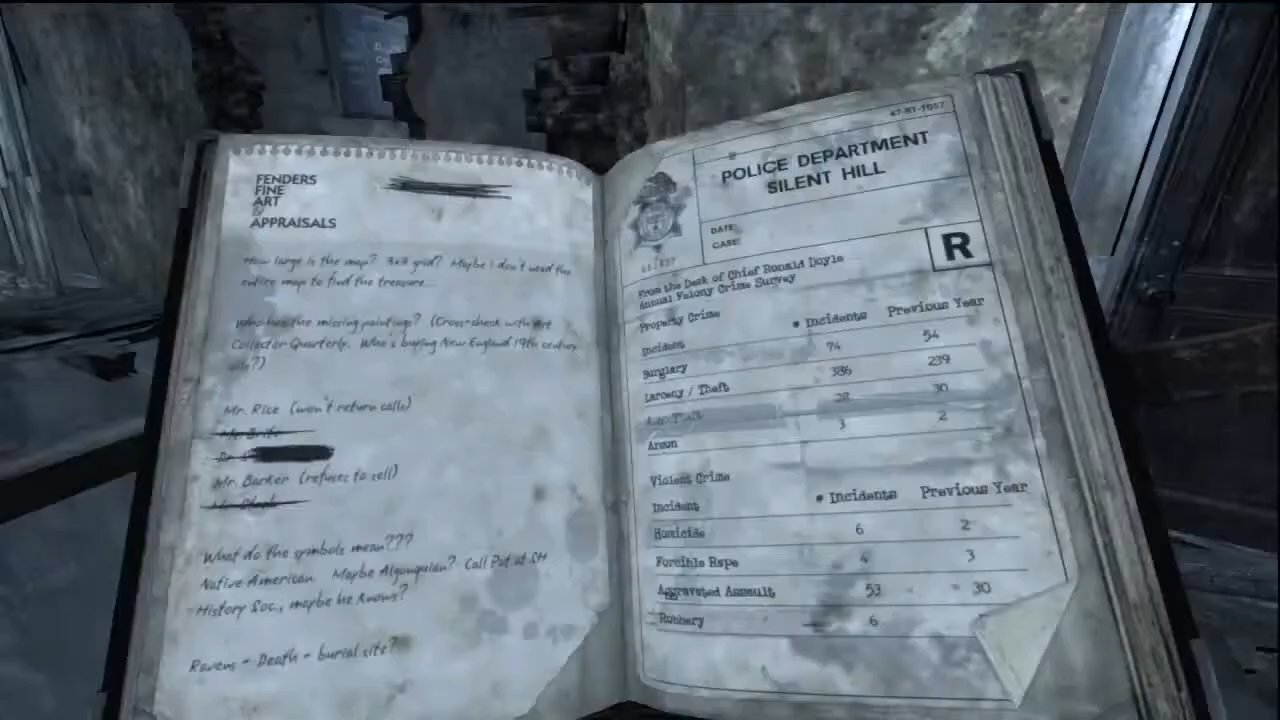 FENDERS
FINE
ART
&
APPRAISALS
How large is the map? 3x3 grid? Maybe I don't need the
entire map to find the treasure...
Who has the missing paintings? (Cross-check with Art
Collector Quarterly. Who's buying New England 19th century
Mr. Rice (won't return calls)
Mr. Barker (refuses to sell)
What do the symbols mean???
Native American. Maybe Algonquian? Call Pat at SH
History Soc., maybe he knows?
Ravens = Death = burial site?
POLICE DEPARTMENT
SILENT HILL
DATE:
CASE:
R
From the Desk of Chief Ronald Doyle
Annual Felony Crime Survey
Property Crime
Incident # Incidents Previous Year
Burglary 74 54
Larceny / Theft 386 239
Auto Theft 28 30
Arson 3 2
Violent Crime
Incident # Incidents Previous Year
Homicide 6 2
Forcible Rape 4 3
Aggravated Assault 53 30
Robbery 6